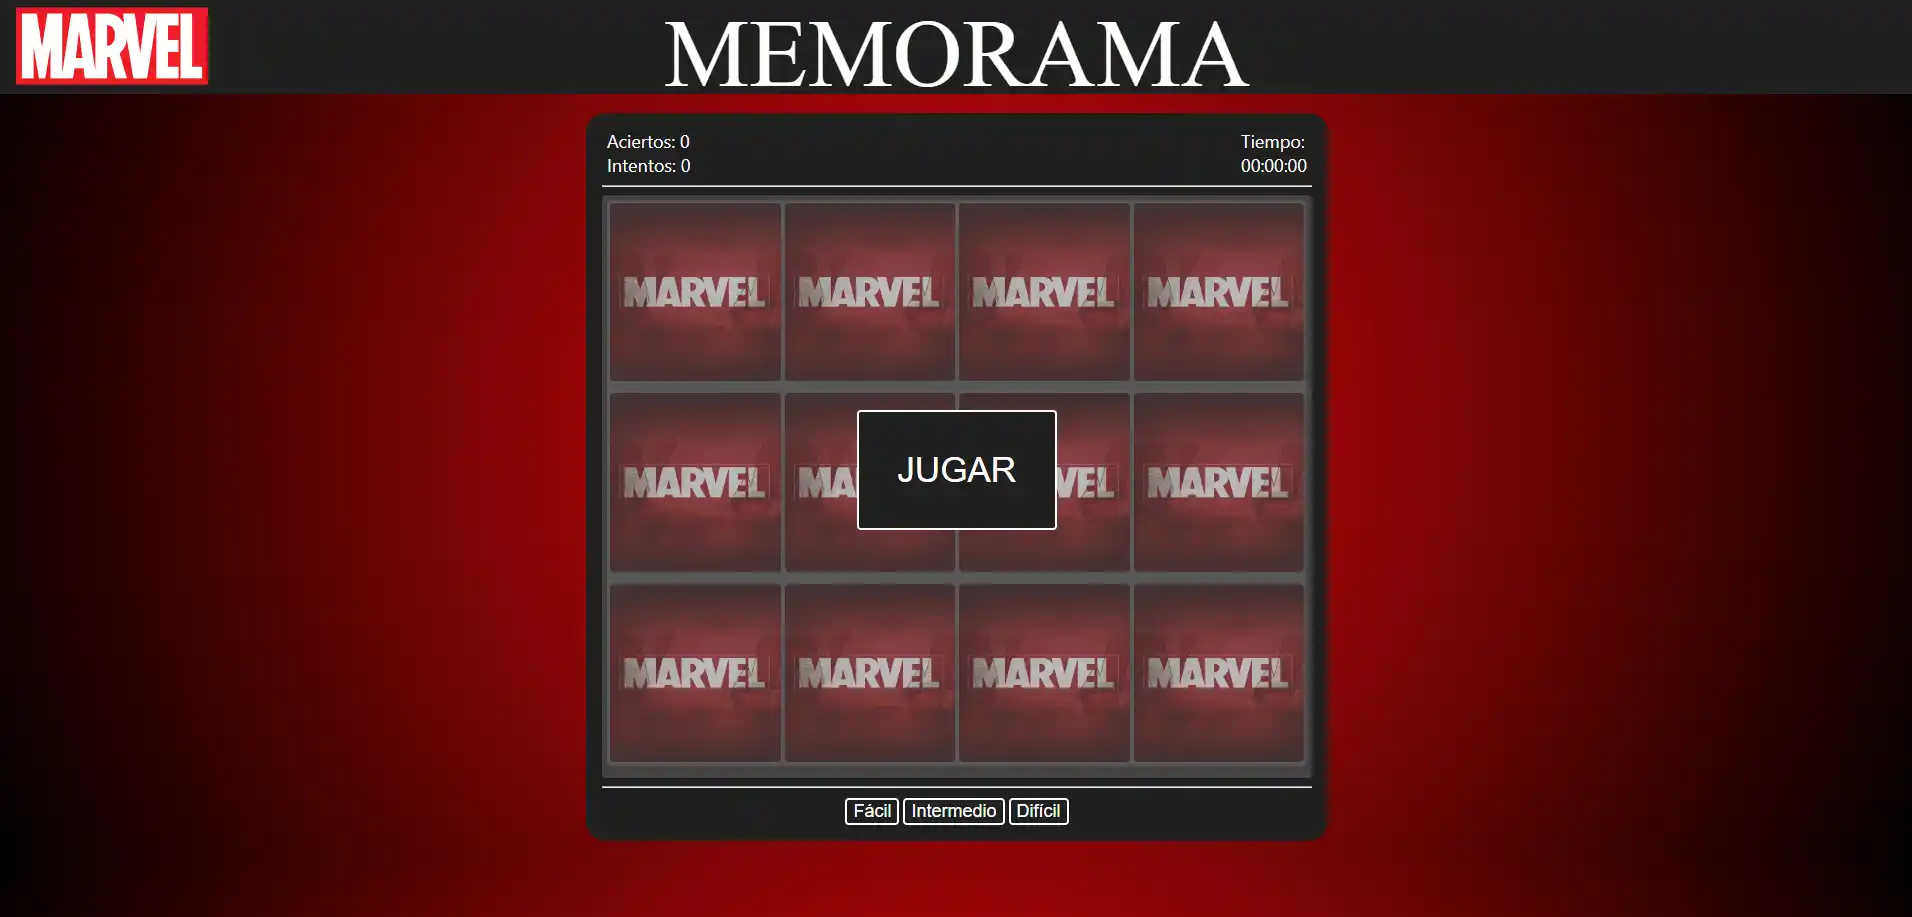 MARVEL
MEMORAMA
Aciertos: 0
Intentos: 0
Tiempo:
00:00:00
MARVEL MARVEL MARVEL MARVEL
MARVEL MA JUGAR VEL MARVEL
MARVEL MARVEL MARVEL MARVEL
Fácil Intermedio Difícil